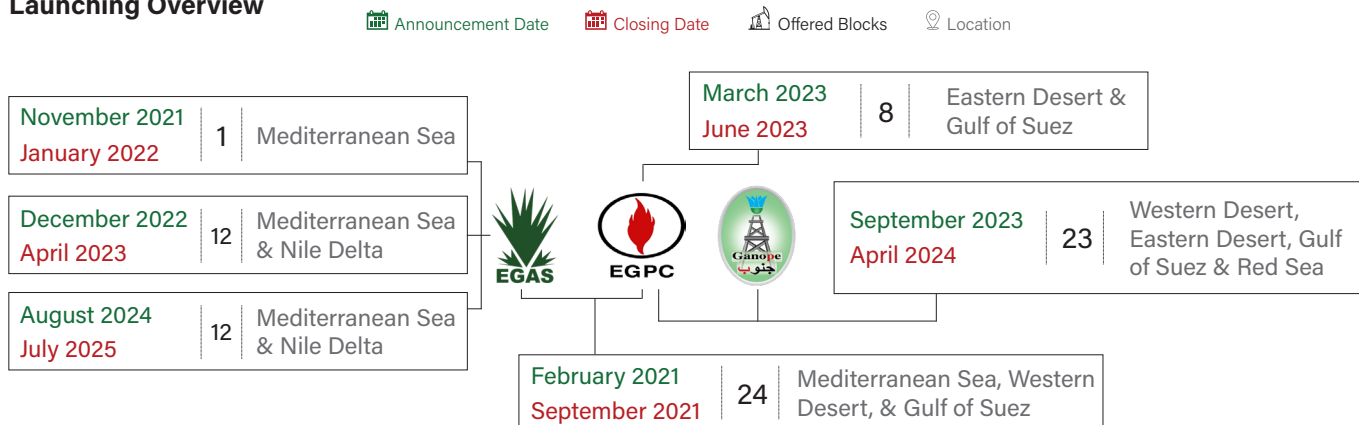 Launching Overview
Announcement Date
Closing Date
Offered Blocks
Location
November 2021
January 2022
1
Mediterranean Sea
December 2022
April 2023
12
Mediterranean Sea
& Nile Delta
August 2024
July 2025
12
Mediterranean Sea
& Nile Delta
EGAS
EGPC
Ganope
جنوب
March 2023
June 2023
8
Eastern Desert &
Gulf of Suez
September 2023
April 2024
23
Western Desert,
Eastern Desert, Gulf
of Suez & Red Sea
February 2021
September 2021
24
Mediterranean Sea, Western
Desert, & Gulf of Suez